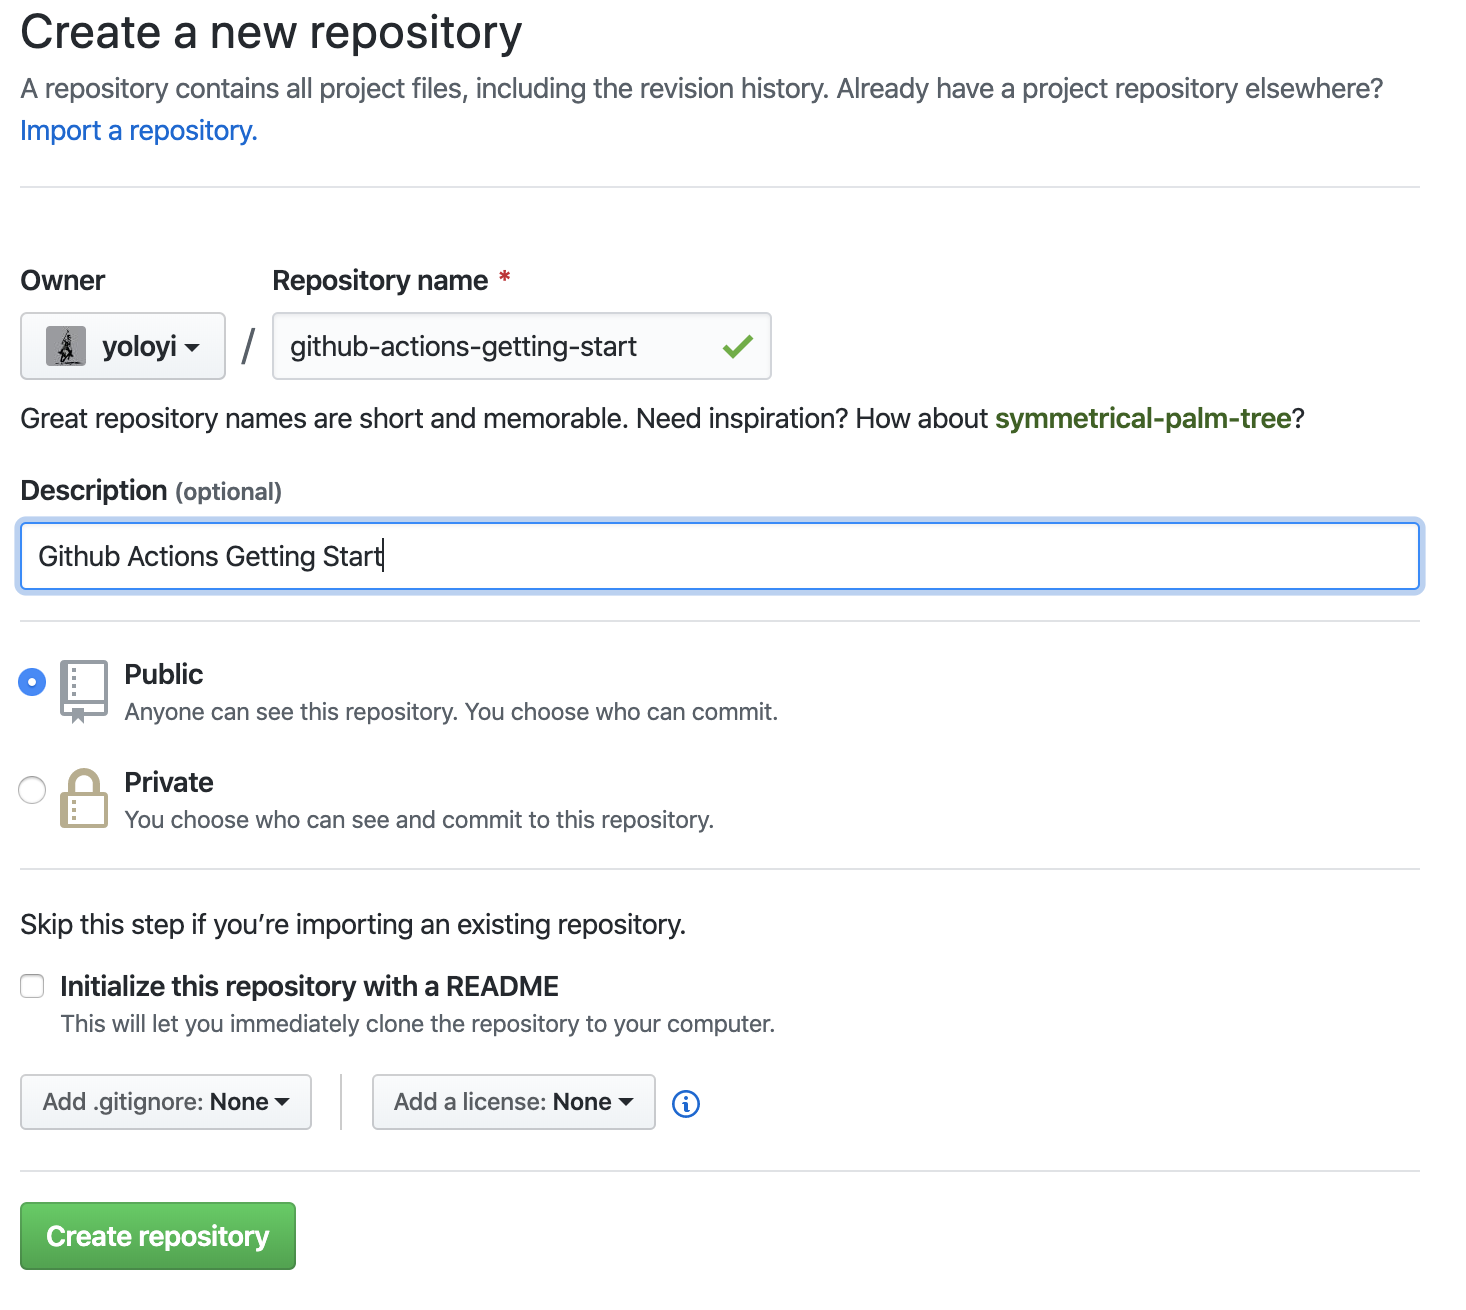 Create a new repository
A repository contains all project files, including the revision history. Already have a project repository elsewhere?
Import a repository.
Owner
Repository name *
yoloyi
/
github-actions-getting-start
Great repository names are short and memorable. Need inspiration? How about symmetrical-palm-tree?
Description (optional)
Github Actions Getting Start
Public
Anyone can see this repository. You choose who can commit.
Private
You choose who can see and commit to this repository.
Skip this step if you’re importing an existing repository.
Initialize this repository with a README
This will let you immediately clone the repository to your computer.
Add .gitignore: None
Add a license: None
Create repository